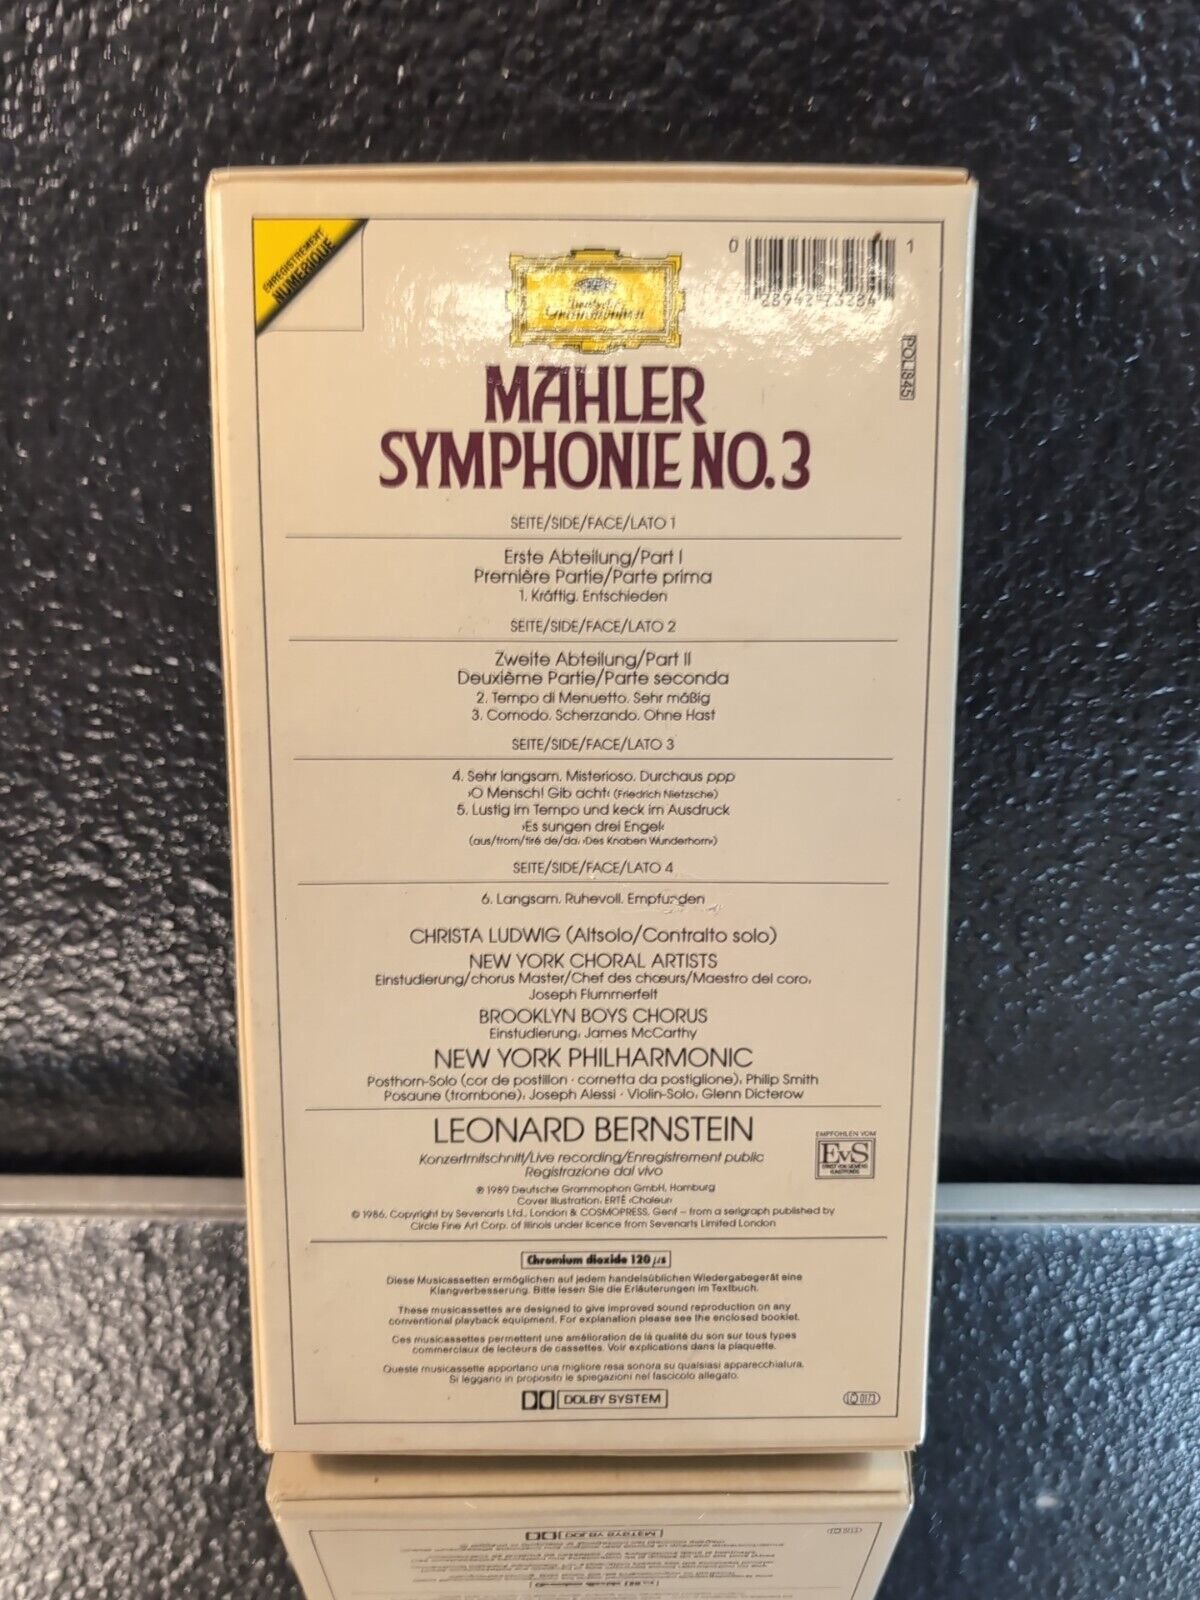 ENREGISTREMENT
NUMERIQUE
Deutsche
Grammophon
0
28942 73284
1
POL 1845
MAHLER
SYMPHONIE NO.3
SEITE/SIDE/FACE/LATO 1
Erste Abteilung/Part I
Première Partie/Parte prima
1. Kräftig. Entschieden
SEITE/SIDE/FACE/LATO 2
Zweite Abteilung/Part II
Deuxième Partie/Parte seconda
2. Tempo di Menuetto. Sehr mäßig
3. Comodo. Scherzando. Ohne Hast
SEITE/SIDE/FACE/LATO 3
4. Sehr langsam. Misterioso. Durchaus ppp
›O Mensch! Gib acht‹ (Friedrich Nietzsche)
5. Lustig im Tempo und keck im Ausdruck
›Es sungen drei Engel‹
(aus/from/tiré de/da: ›Des Knaben Wunderhorn‹)
SEITE/SIDE/FACE/LATO 4
6. Langsam. Ruhevoll. Empfunden
CHRISTA LUDWIG (Altsolo/Contralto solo)
NEW YORK CHORAL ARTISTS
Einstudierung/chorus Master/Chef des chœurs/Maestro del coro:
Joseph Flummerfelt
BROOKLYN BOYS CHORUS
Einstudierung: James McCarthy
NEW YORK PHILHARMONIC
Posthorn-Solo (cor de postillon · cornetta da postiglione): Philip Smith
Posaune (trombone): Joseph Alessi · Violin-Solo: Glenn Dicterow
LEONARD BERNSTEIN
Konzertmitschnitt/Live recording/Enregistrement public
Registrazione dal vivo
EMPFOHLEN VOM
EvS
ERNST VON SIEMENS
KUNSTFONDS
℗ 1989 Deutsche Grammophon GmbH, Hamburg
Cover Illustration: ERTÉ ›Chaleur‹
© 1986, Copyright by Sevenarts Ltd., London & COSMOPRESS, Genf – from a serigraph published by
Circle Fine Art Corp. of Illinois under licence from Sevenarts Limited London
Chromium dioxide 120 µs
Diese Musicassetten ermöglichen auf jedem handelsüblichen Wiedergabegerät eine
Klangverbesserung. Bitte lesen Sie die Erläuterungen im Textbuch.
These musicassettes are designed to give improved sound reproduction on any
conventional playback equipment. For explanation please see the enclosed booklet.
Ces musicassettes permettent une amélioration de là qualité du son sur tous types
commerciaux de lecteurs de cassettes. Voir explications dans la plaquette.
Queste musicassette apportano una migliore resa sonora su qualsiasi apparecchiatura.
Si leggano in proposito le spiegazioni nel fascicolo allegato.
DOLBY SYSTEM
LC 0173